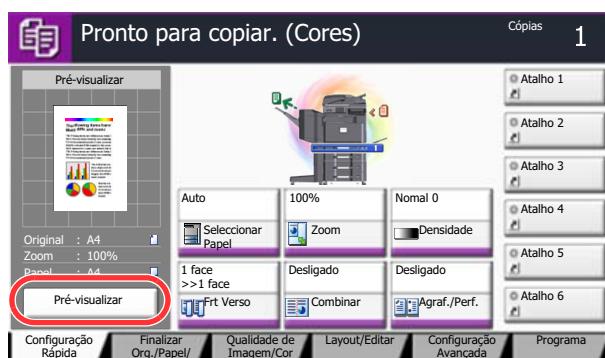 Pronto para copiar. (Cores)
Cópias
1
Pré-visualizar
Original : A4
Zoom : 100%
Papel : A4
Pré-visualizar
1
Auto
Seleccionar
Papel
100%
Zoom
Nomal 0
Densidade
1 face
>>1 face
Frt Verso
Desligado
Combinar
Desligado
Agraf./Perf.
Atalho 1
Atalho 2
Atalho 3
Atalho 4
Atalho 5
Atalho 6
Configuração
Rápida
Finalizar
Org./Papel/
Qualidade de
Imagem/Cor
Layout/Editar
Configuração
Avançada
Programa